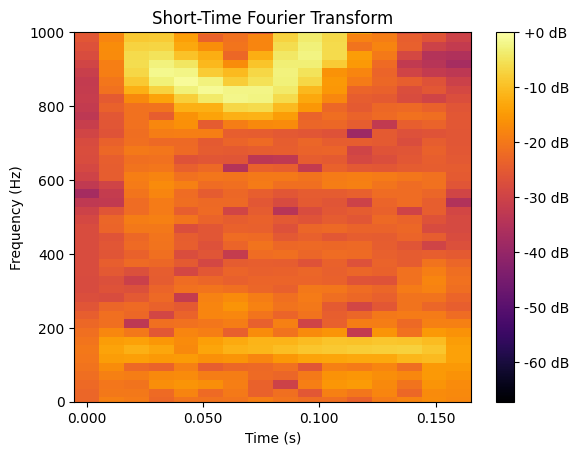 Short-Time Fourier Transform
1000
800
600
400
200
0
Frequency (Hz)
0.000
0.050
0.100
0.150
Time (s)
+0 dB
-10 dB
-20 dB
-30 dB
-40 dB
-50 dB
-60 dB